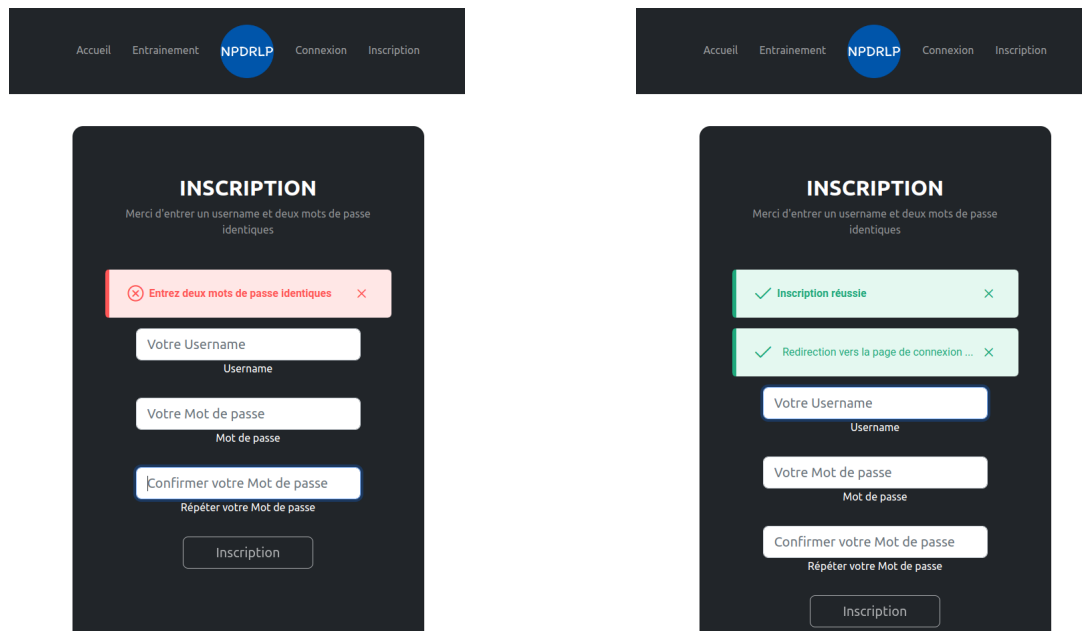 Accueil Entrainement NPDRLP Connexion Inscription
INSCRIPTION
Merci d'entrer un username et deux mots de passe
identiques
Entrez deux mots de passe identiques
Votre Username
Username
Votre Mot de passe
Mot de passe
Confirmer votre Mot de passe
Répéter votre Mot de passe
Inscription
Accueil Entrainement NPDRLP Connexion Inscription
INSCRIPTION
Merci d'entrer un username et deux mots de passe
identiques
Inscription réussie
Redirection vers la page de connexion ...
Votre Username
Username
Votre Mot de passe
Mot de passe
Confirmer votre Mot de passe
Répéter votre Mot de passe
Inscription